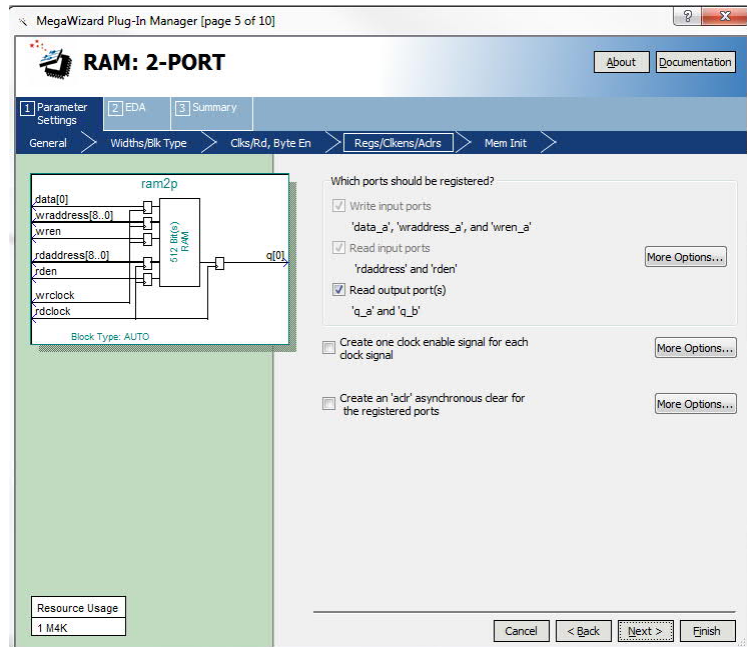 MegaWizard Plug-In Manager [page 5 of 10]
RAM: 2-PORT
About
Documentation
1 Parameter Settings
2 EDA
3 Summary
General
Widths/Blk Type
Clks/Rd, Byte En
Regs/Clkens/Aclrs
Mem Init
ram2p
data[0]
wraddress[8..0]
wren
rdaddress[8..0]
rden
wrclock
rdclock
512 Bit(s)
RAM
q[0]
Block Type: AUTO
Which ports should be registered?
Write input ports
'data_a', 'wraddress_a', and 'wren_a'
Read input ports
'rdaddress' and 'rden'
More Options...
Read output port(s)
'q_a' and 'q_b'
Create one clock enable signal for each
clock signal
More Options...
Create an 'aclr' asynchronous clear for
the registered ports
More Options...
Resource Usage
1 M4K
Cancel
< Back
Next >
Finish